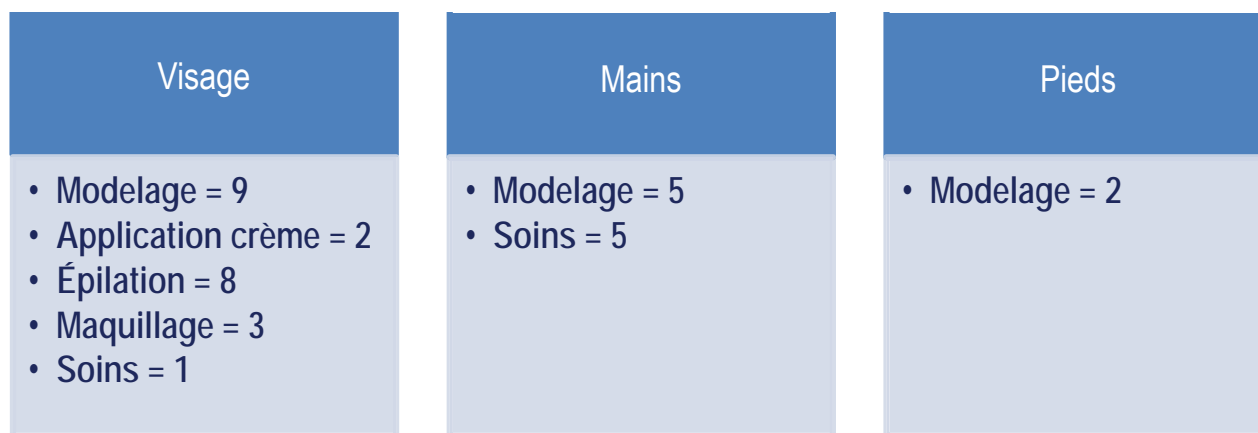 Visage
• Modelage = 9
• Application crème = 2
• Épilation = 8
• Maquillage = 3
• Soins = 1
Mains
• Modelage = 5
• Soins = 5
Pieds
• Modelage = 2